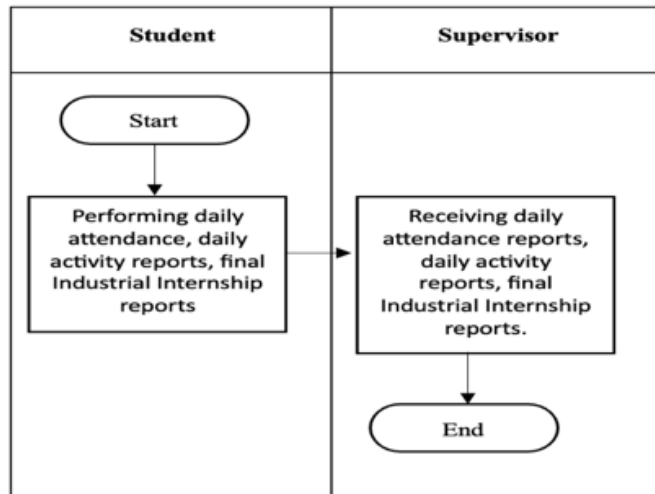 Student
Supervisor
Start
Performing daily
attendance, daily
activity reports, final
Industrial Internship
reports
Receiving daily
attendance reports,
daily activity
reports, final
Industrial Internship
reports.
End